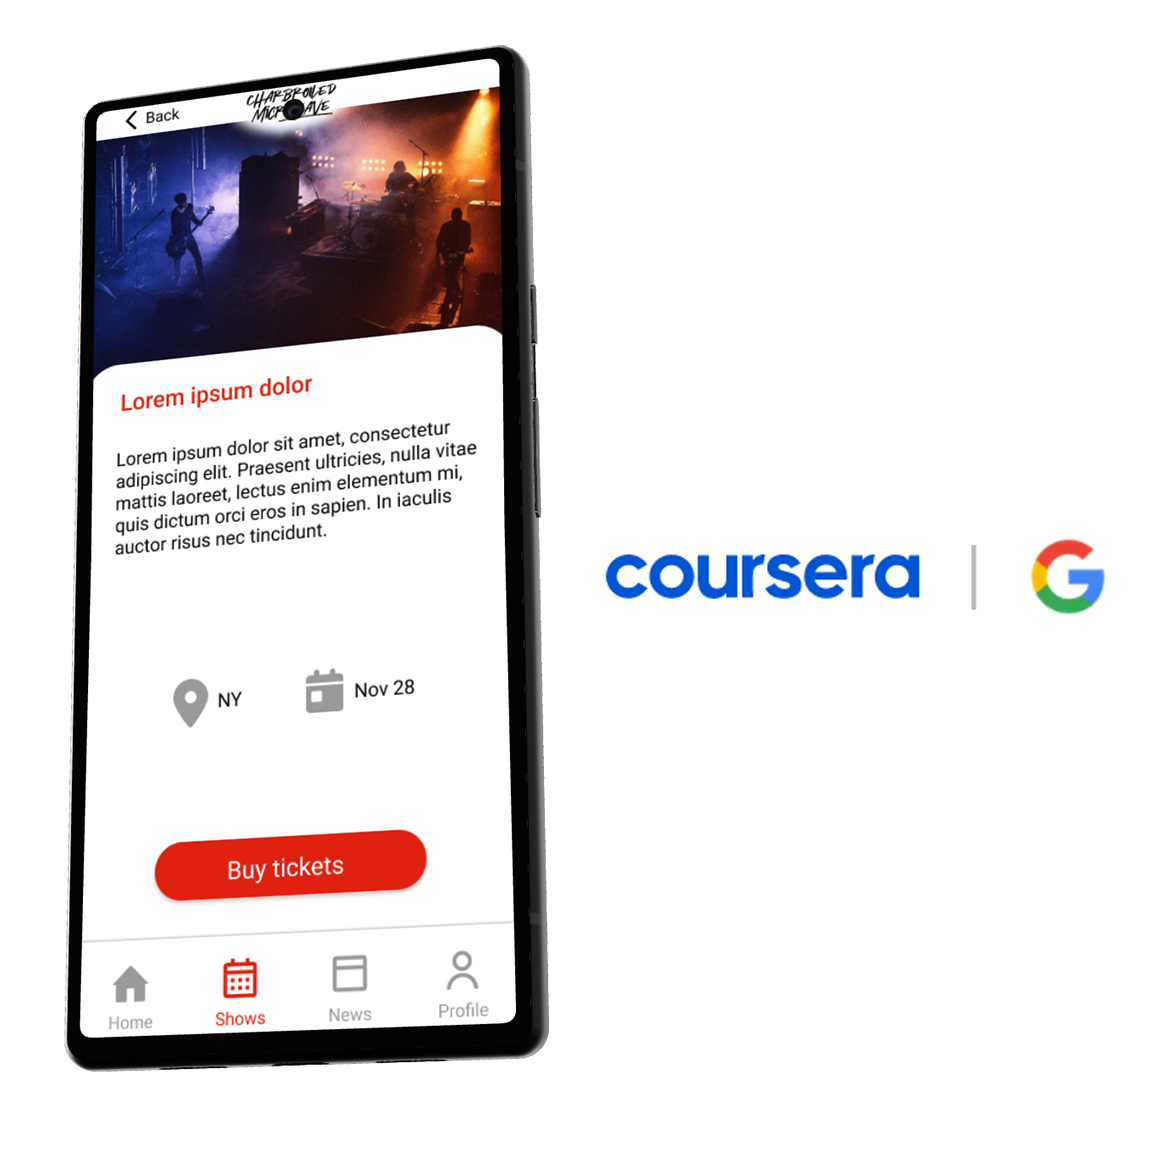 Back
CHARBROILED
Lorem ipsum dolor
Lorem ipsum dolor sit amet, consectetur
adipiscing elit. Praesent ultricies, nulla vitae
mattis laoreet, lectus enim elementum mi,
quis dictum orci eros in sapien. In iaculis
auctor risus nec tincidunt.
NY
Nov 28
Buy tickets
Home
Shows
News
Profile
coursera
G